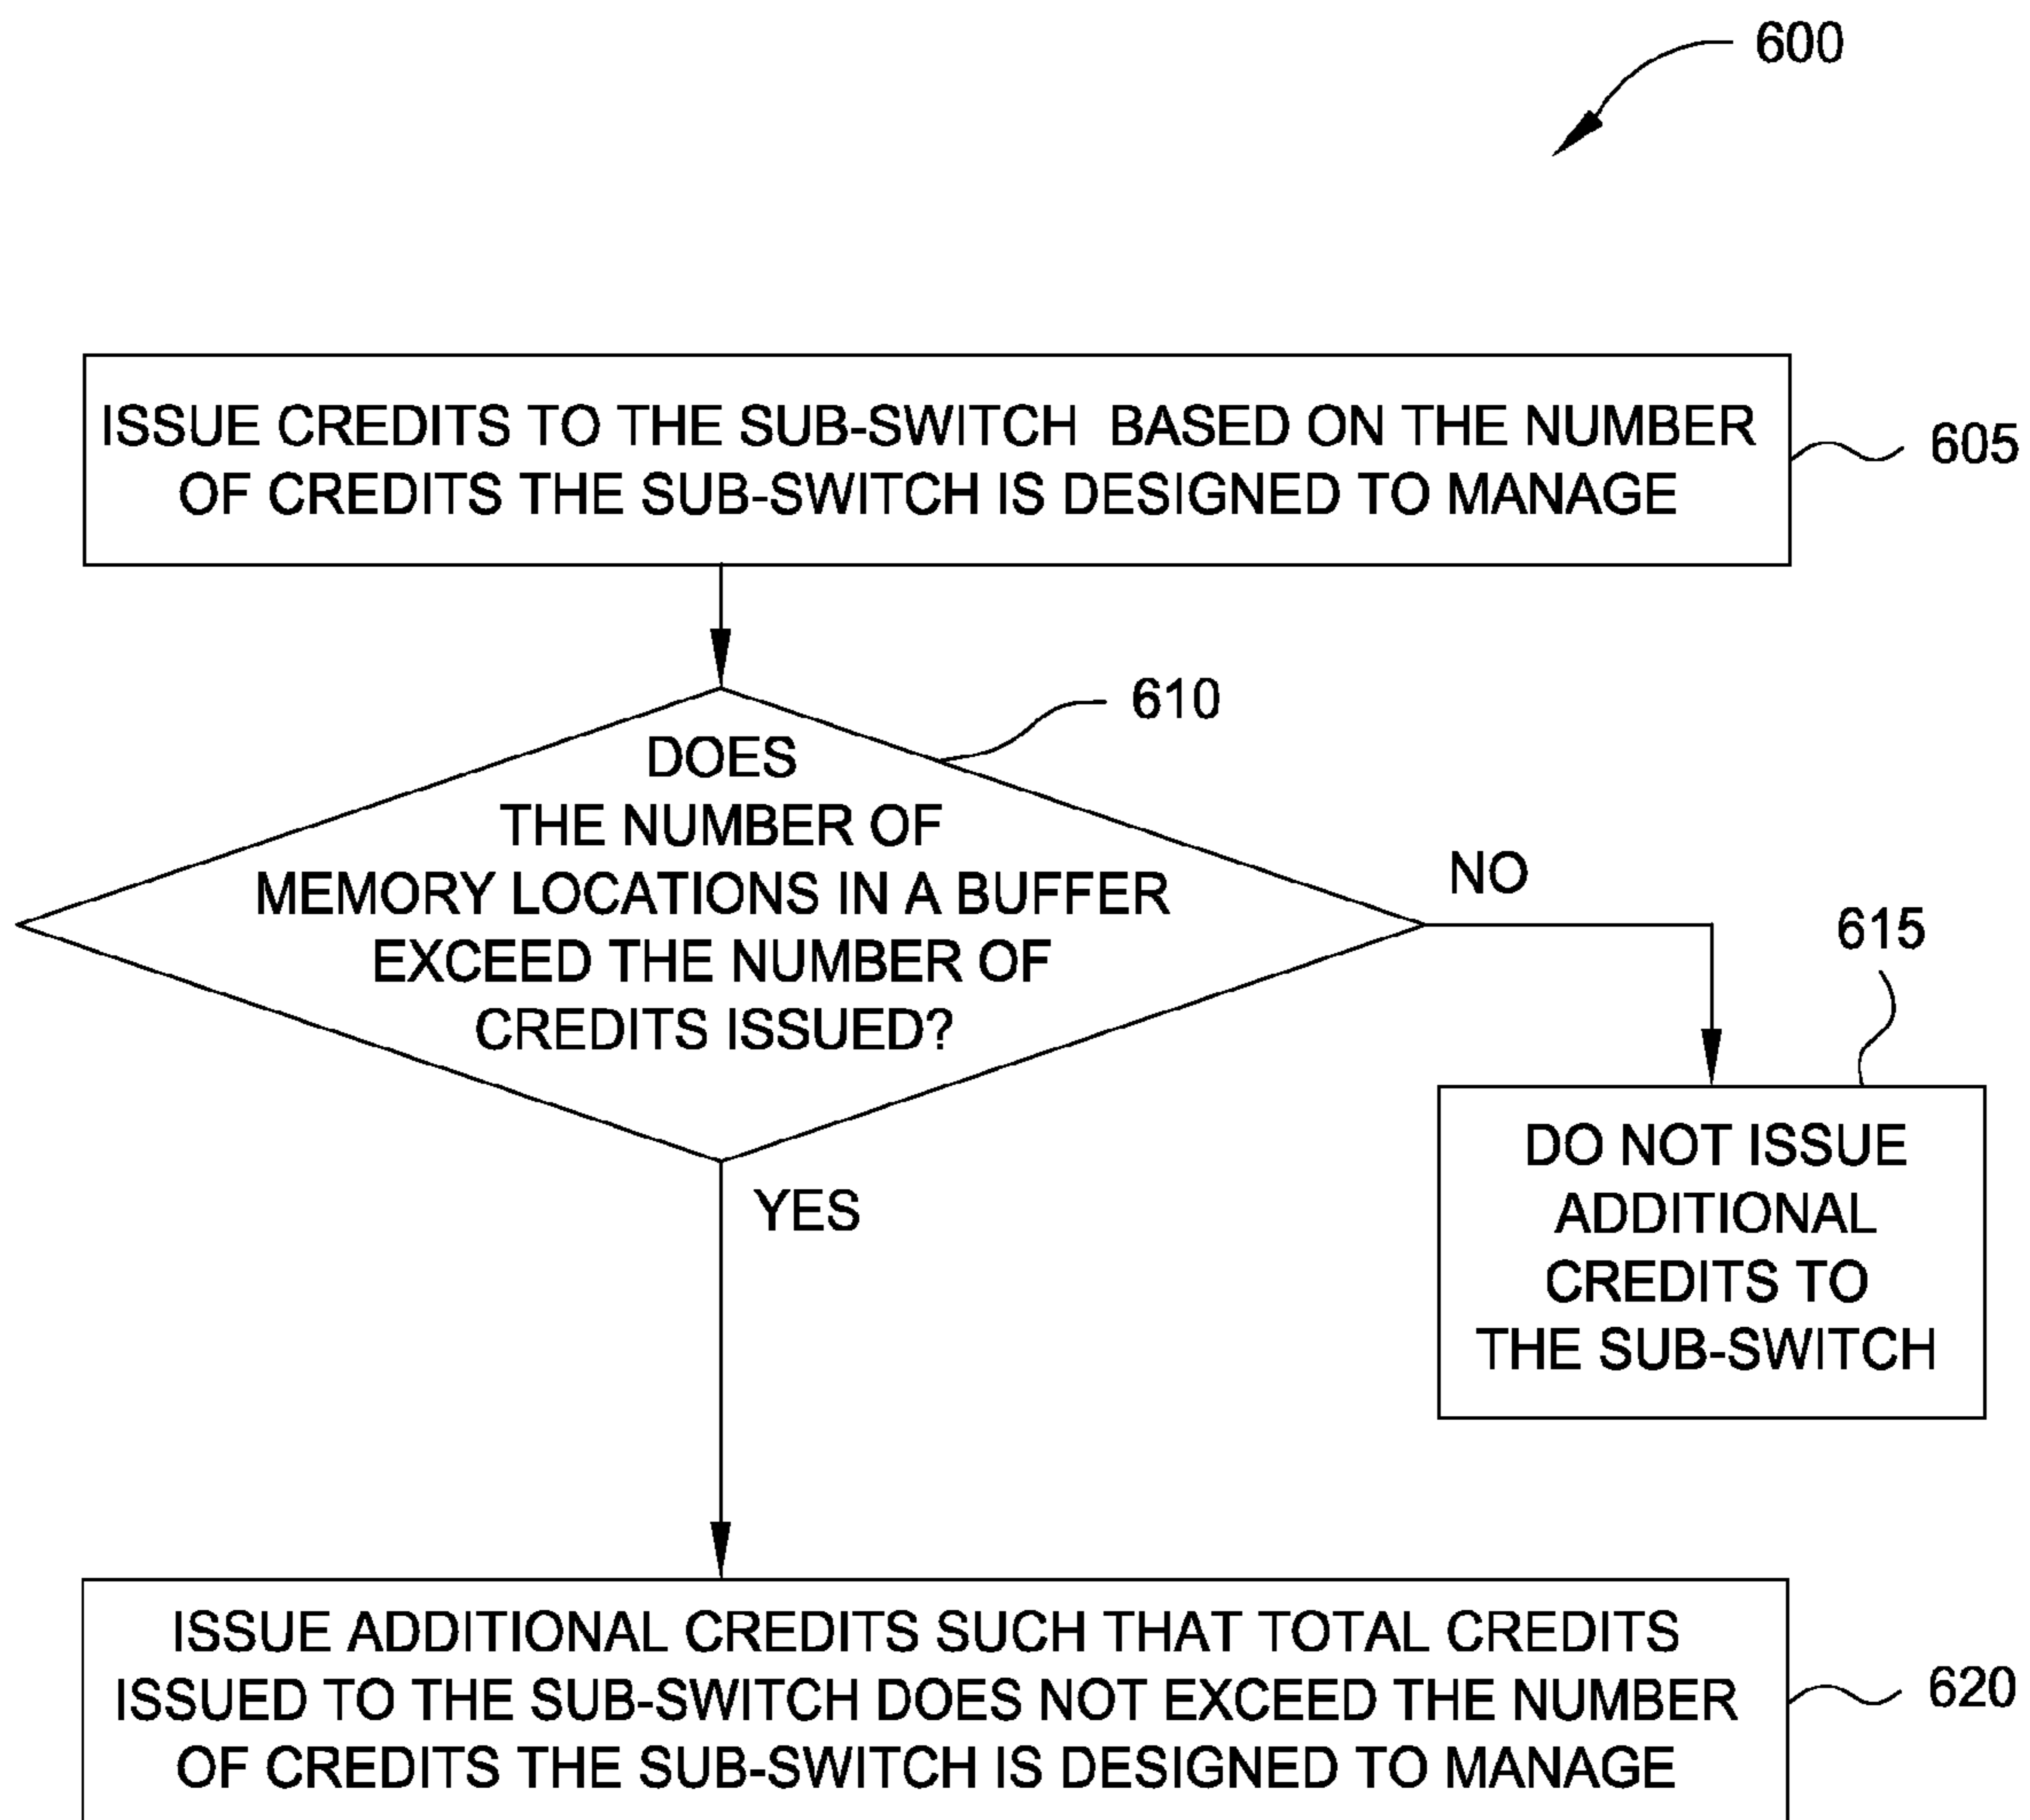 600
ISSUE CREDITS TO THE SUB-SWITCH BASED ON THE NUMBER
OF CREDITS THE SUB-SWITCH IS DESIGNED TO MANAGE
605
610
DOES
THE NUMBER OF
MEMORY LOCATIONS IN A BUFFER
EXCEED THE NUMBER OF
CREDITS ISSUED?
NO
615
DO NOT ISSUE
ADDITIONAL
CREDITS TO
THE SUB-SWITCH
YES
ISSUE ADDITIONAL CREDITS SUCH THAT TOTAL CREDITS
ISSUED TO THE SUB-SWITCH DOES NOT EXCEED THE NUMBER
OF CREDITS THE SUB-SWITCH IS DESIGNED TO MANAGE
620